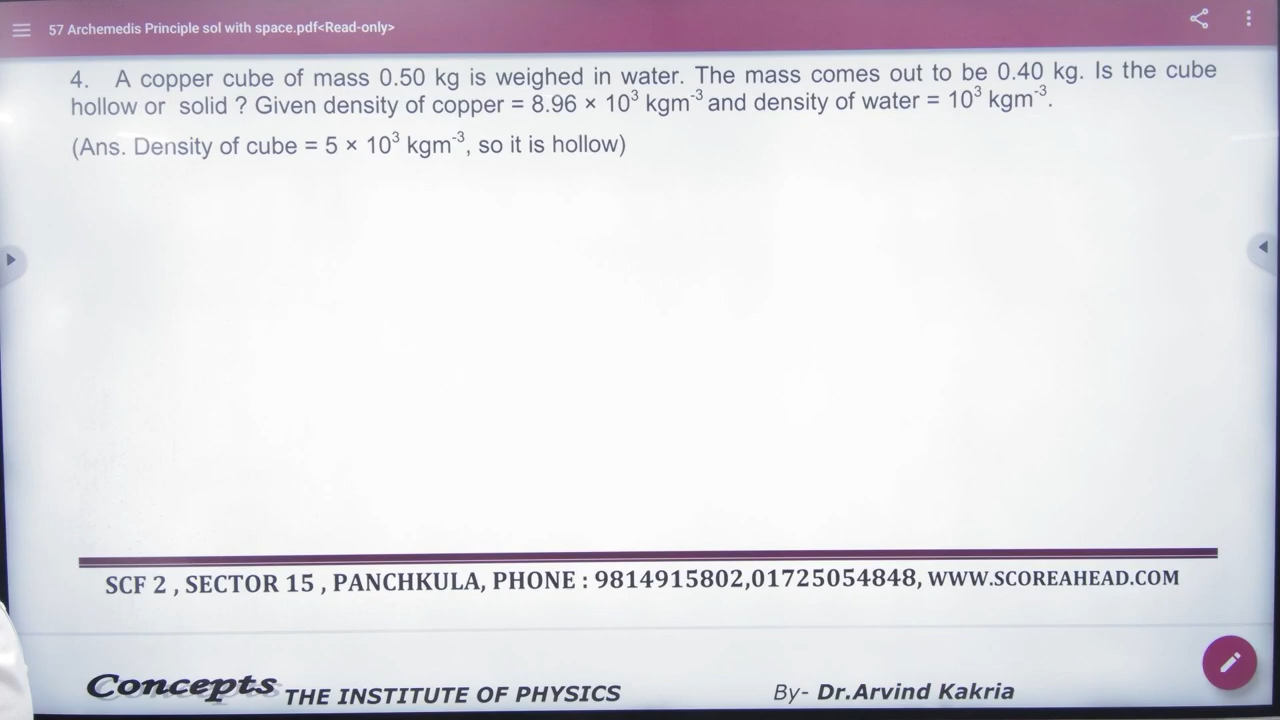 57 Archemedis Principle sol with space.pdf<Read-only>
4. A copper cube of mass 0.50 kg is weighed in water. The mass comes out to be 0.40 kg. Is the cube
hollow or solid ? Given density of copper = 8.96 × 10³ kgm⁻³ and density of water = 10³ kgm⁻³.
(Ans. Density of cube = 5 × 10³ kgm⁻³, so it is hollow)
SCF 2 , SECTOR 15 , PANCHKULA, PHONE : 9814915802,01725054848, WWW.SCOREAHEAD.COM
Concepts THE INSTITUTE OF PHYSICS By- Dr.Arvind Kakria